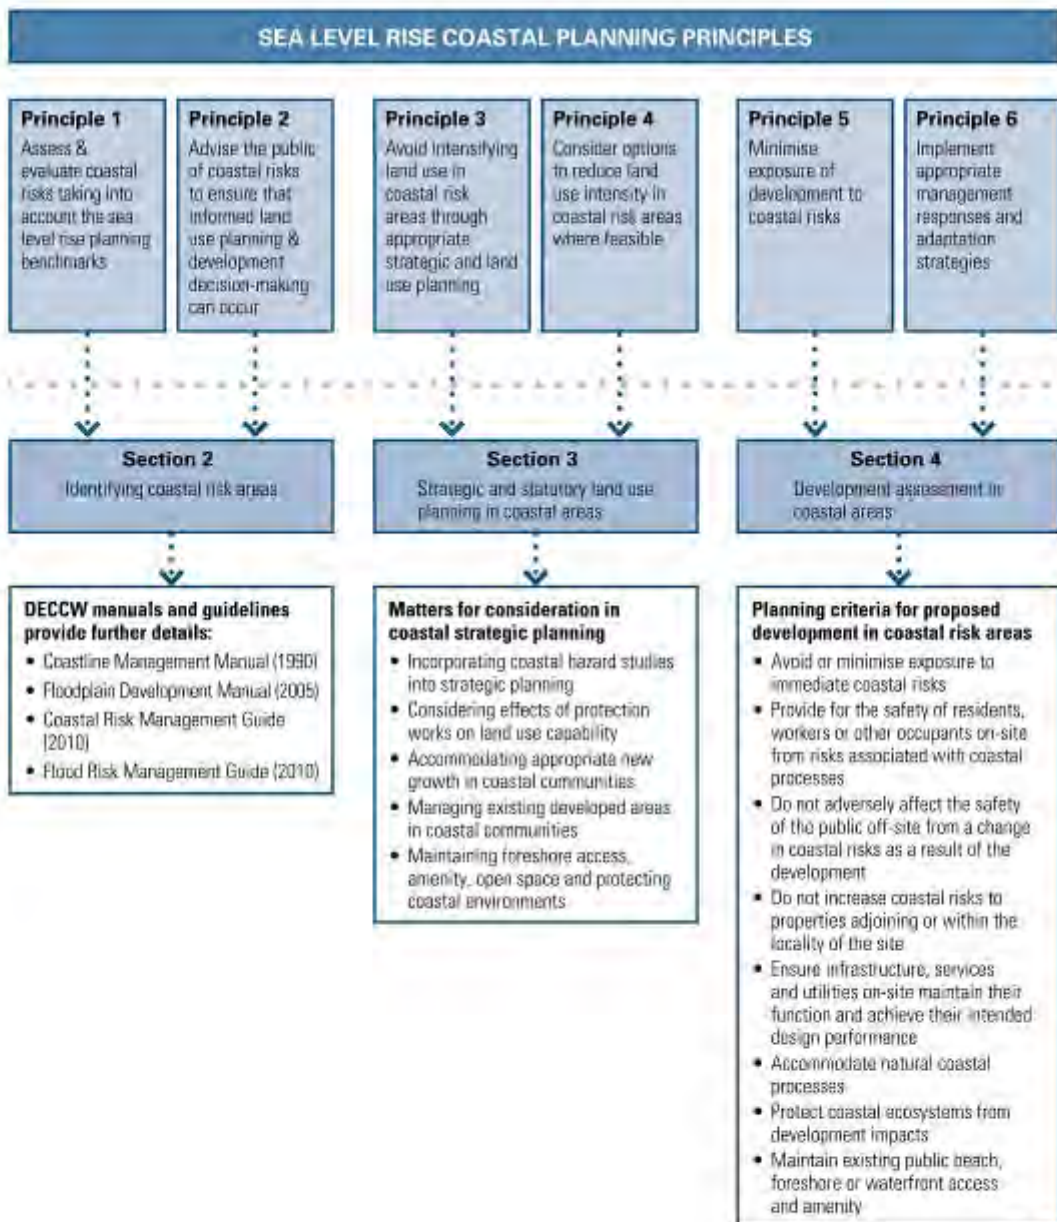 SEA LEVEL RISE COASTAL PLANNING PRINCIPLES
Principle 1
Assess &
evaluate coastal
risks taking into
account the sea
level rise planning
benchmarks
Principle 2
Advise the public
of coastal risks
to ensure that
informed land
use planning &
development
decision-making
can occur
Principle 3
Avoid Intensifying
land use in
coastal risk
areas through
appropriate
strategic and land
use planning
Principle 4
Consider options
to reduce land
use intensity in
coastal risk areas
where feasible
Principle 5
Minimise
exposure of
development to
coastal risks
Principle 6
Implement
appropriate
management
responses and
adaptation
strategies
Section 2
Identifying coastal risk areas
Section 3
Strategic and statutory land use
planning in coastal areas
Section 4
Development assessment in
coastal areas
DECCW manuals and guidelines
provide further details:
• Coastline Management Manual (1990)
• Floodplain Development Manual (2005)
• Coastal Risk Management Guide
(2010)
• Flood Risk Management Guide (2010)
Matters for consideration in
coastal strategic planning
• Incorporating coastal hazard studies
into strategic planning
• Considering effects of protection
works on land use capability
• Accommodating appropriate new
growth in coastal communities
• Managing existing developed areas
in coastal communities
• Maintaining foreshore access,
amenity, open space and protecting
coastal environments
Planning criteria for proposed
development in coastal risk areas
• Avoid or minimise exposure to
immediate coastal risks
• Provide for the safety of residents,
workers or other occupants on-site
from risks associated with coastal
processes
• Do not adversely affect the safety
of the public off-site from a change
in coastal risks as a result of the
development
• Do not increase coastal risks to
properties adjoining or within the
locality of the site
• Ensure infrastructure, services
and utilities on-site maintain their
function and achieve their intended
design performance
• Accommodate natural coastal
processes
• Protect coastal ecosystems from
development impacts
• Maintain existing public beach,
foreshore or waterfront access
and amenity